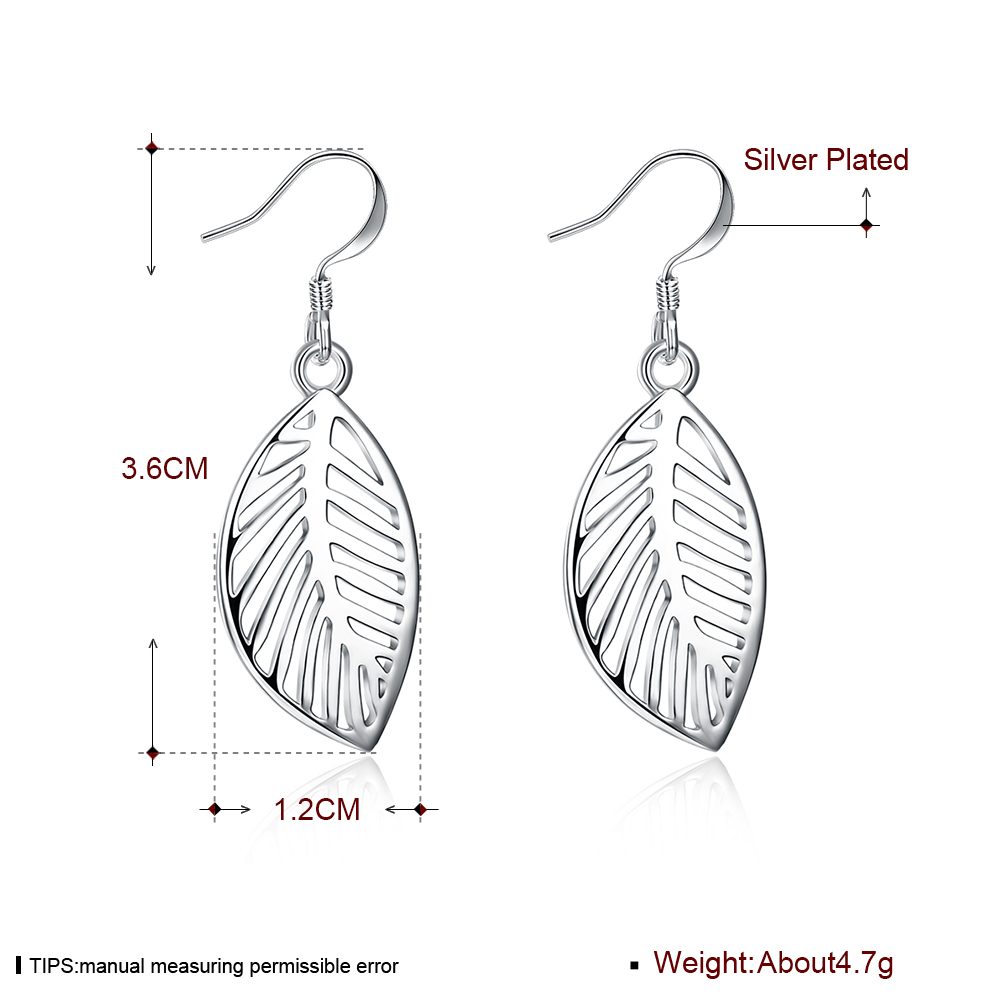 Silver Plated
3.6CM
1.2CM
TIPS:manual measuring permissible error
Weight:About4.7g